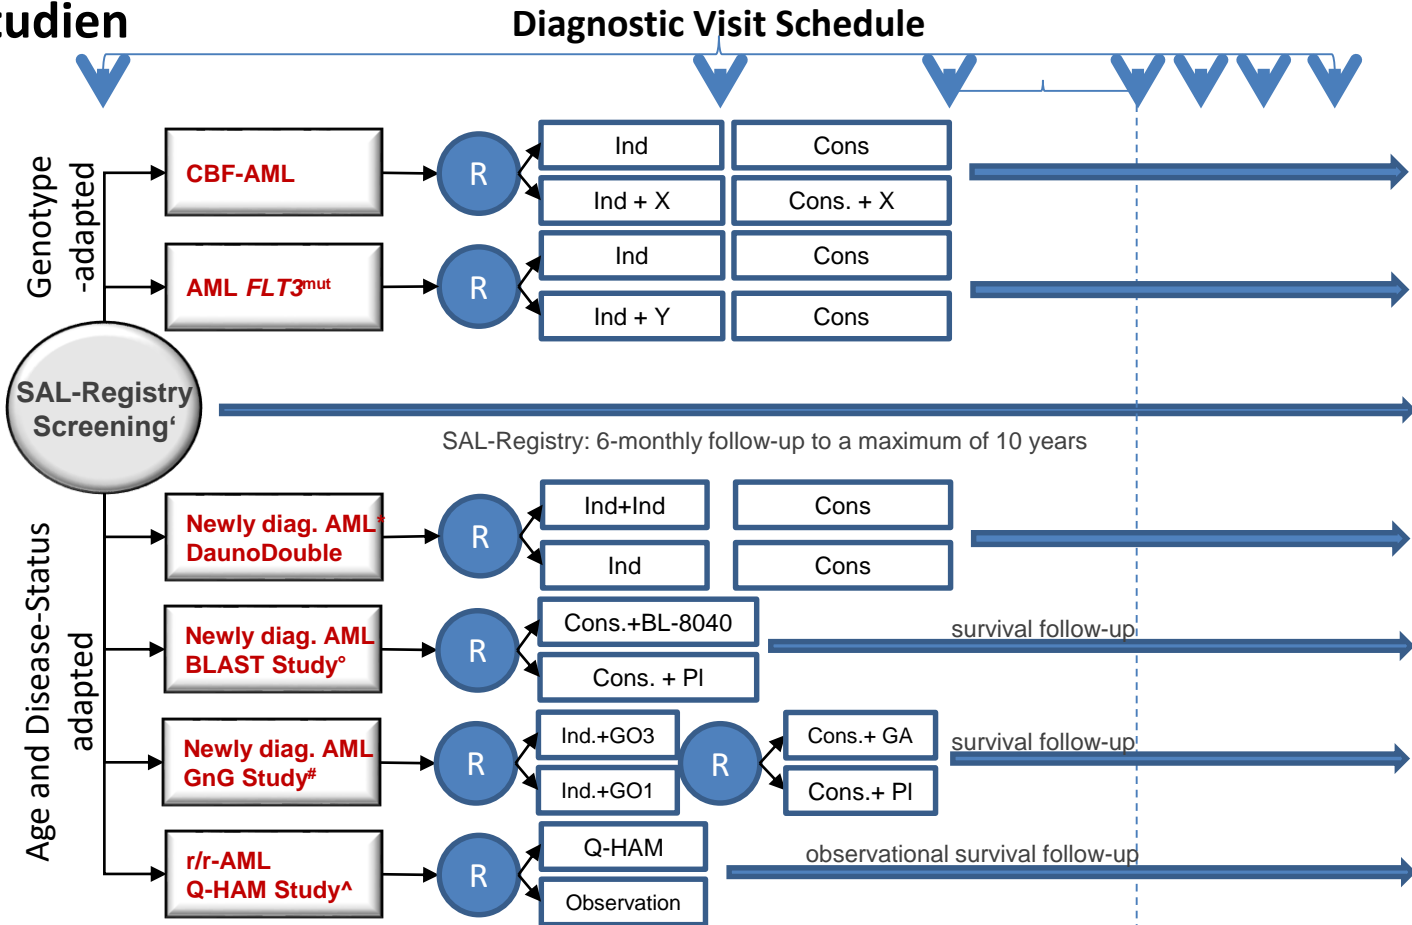 tudien
Diagnostic Visit Schedule
Genotype
-adapted
CBF-AML
R
Ind
Cons
Ind + X
Cons. + X
AML FLT3mut
R
Ind
Cons
Ind + Y
Cons
SAL-Registry
Screening‘
SAL-Registry: 6-monthly follow-up to a maximum of 10 years
Age and Disease-Status
adapted
Newly diag. AML*
DaunoDouble
R
Ind+Ind
Cons
Ind
Cons
Newly diag. AML
BLAST Study°
R
Cons.+BL-8040
Cons. + Pl
survival follow-up
Newly diag. AML
GnG Study#
R
Ind.+GO3
Ind.+GO1
R
Cons.+ GA
Cons.+ Pl
survival follow-up
r/r-AML
Q-HAM Study^
R
Q-HAM
Observation
observational survival follow-up